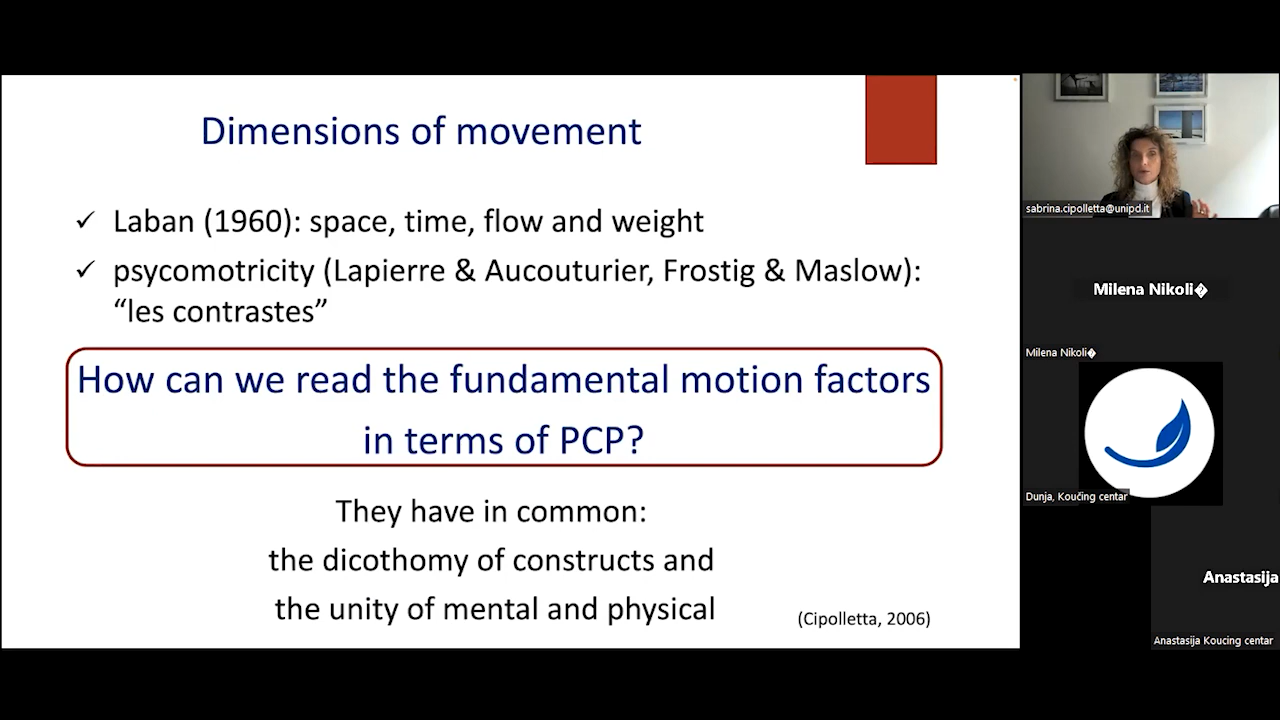 Dimensions of movement
✓ Laban (1960): space, time, flow and weight
✓ psycomotricity (Lapierre & Aucouturier, Frostig & Maslow):
“les contrastes”
How can we read the fundamental motion factors
in terms of PCP?
They have in common:
the dicothomy of constructs and
the unity of mental and physical
(Cipolletta, 2006)
sabrina.cipolletta@unipd.it
Milena Nikoli�
Milena Nikoli�
Dunja, Koučing centar
Anastasija
Anastasija Koucing centar